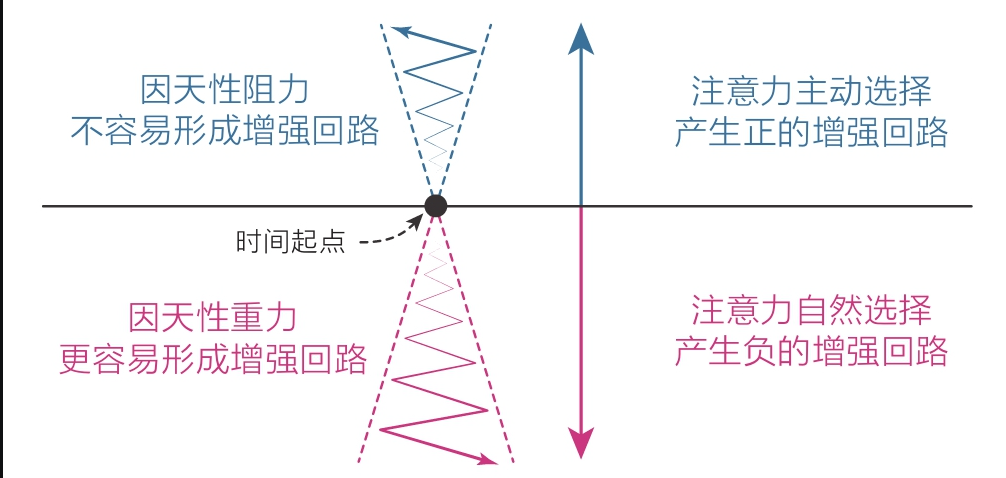 因天性阻力
不容易形成增强回路
注意力主动选择
产生正的增强回路
时间起点
因天性重力
更容易形成增强回路
注意力自然选择
产生负的增强回路